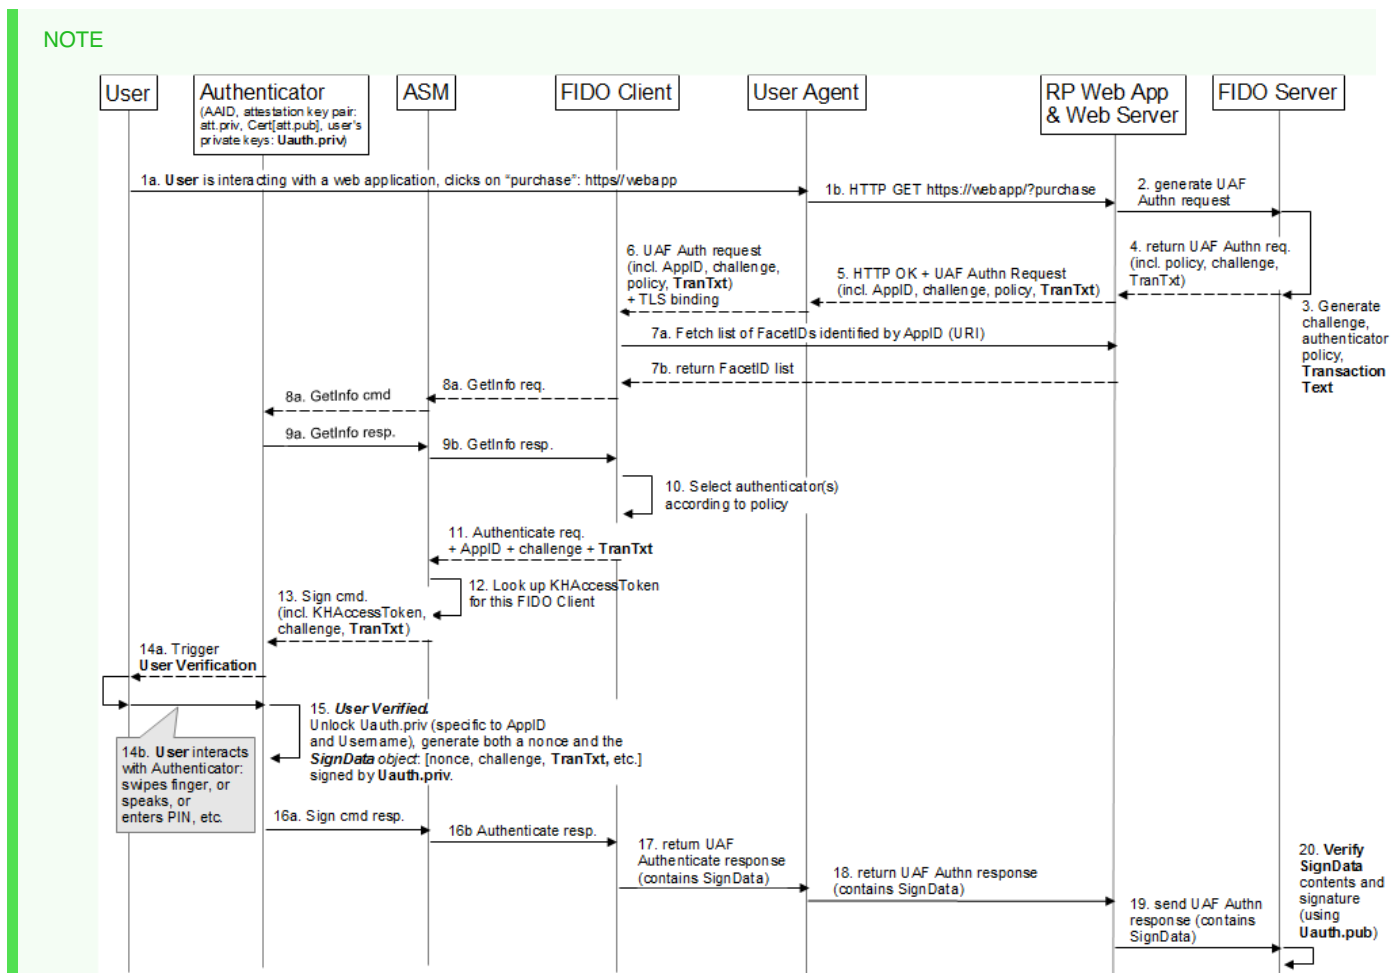 NOTE
User
Authenticator
(AAID, attestation key pair:
att.priv, Cert[att.pub], user's
private keys: Uauth.priv)
ASM
FIDO Client
User Agent
RP Web App
& Web Server
FIDO Server
1a. User is interacting with a web application, clicks on “purchase”: https//webapp
1b. HTTP GET https://webapp/?purchase
2. generate UAF
Authn request
3. Generate
challenge,
authenticator
policy,
Transaction
Text
4. return UAF Authn req.
(incl. policy, challenge,
TranTxt)
5. HTTP OK + UAF Authn Request
(incl. AppID, challenge, policy, TranTxt)
6. UAF Auth request
(incl. AppID, challenge,
policy, TranTxt)
+ TLS binding
7a. Fetch list of FacetIDs identified by AppID (URI)
7b. return FacetID list
8a. GetInfo req.
8a. GetInfo cmd
9a. GetInfo resp.
9b. GetInfo resp.
10. Select authenticator(s)
according to policy
11. Authenticate req.
+ AppID + challenge + TranTxt
12. Look up KHAccessToken
for this FIDO Client
13. Sign cmd.
(incl. KHAccessToken,
challenge, TranTxt)
14a. Trigger
User Verification
14b. User interacts
with Authenticator:
swipes finger, or
speaks, or
enters PIN, etc.
15. User Verified.
Unlock Uauth.priv (specific to AppID
and Username), generate both a nonce and the
SignData object: [nonce, challenge, TranTxt, etc.]
signed by Uauth.priv.
16a. Sign cmd resp.
16b Authenticate resp.
17. return UAF
Authenticate response
(contains SignData)
18. return UAF Authn response
(contains SignData)
19. send UAF Authn
response (contains
SignData)
20. Verify
SignData
contents and
signature
(using
Uauth.pub)